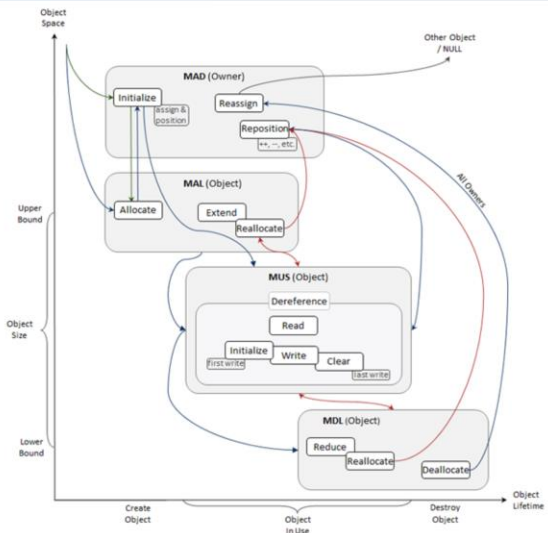 Object
Space
Other Object
/ NULL
MAD (Owner)
Initialize
assign &
position
Reassign
Reposition
++, --, etc.
All Owners
MAL (Object)
Allocate
Extend
Reallocate
Upper
Bound
MUS (Object)
Dereference
Read
Initialize
Write
Clear
first write
last write
Object
Size
MDL (Object)
Reduce
Reallocate
Deallocate
Lower
Bound
Object
Lifetime
Create
Object
Object
In Use
Destroy
Object